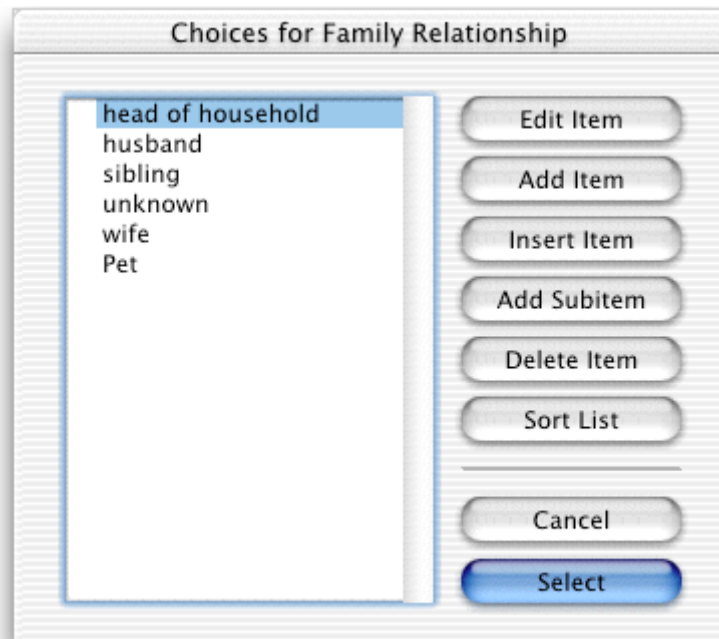 Choices for Family Relationship
head of household
husband
sibling
unknown
wife
Pet
Edit Item
Add Item
Insert Item
Add Subitem
Delete Item
Sort List
Cancel
Select